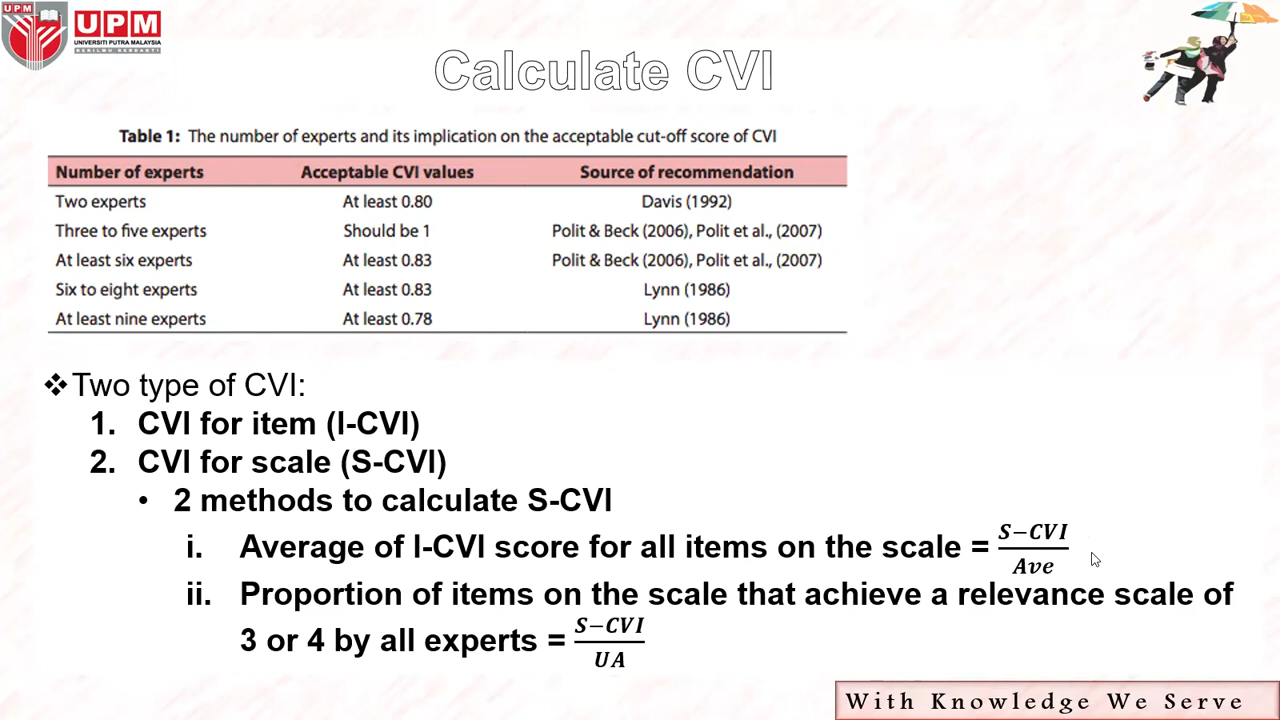 UPM
UPM
UNIVERSITI PUTRA MALAYSIA
BERILMU BERBAKTI
Calculate CVI
Table 1: The number of experts and its implication on the acceptable cut-off score of CVI
Number of experts Acceptable CVI values Source of recommendation
Two experts At least 0.80 Davis (1992)
Three to five experts Should be 1 Polit & Beck (2006), Polit et al., (2007)
At least six experts At least 0.83 Polit & Beck (2006), Polit et al., (2007)
Six to eight experts At least 0.83 Lynn (1986)
At least nine experts At least 0.78 Lynn (1986)
❖Two type of CVI:
1. CVI for item (I-CVI)
2. CVI for scale (S-CVI)
• 2 methods to calculate S-CVI
i. Average of I-CVI score for all items on the scale = S−CVI/Ave
ii. Proportion of items on the scale that achieve a relevance scale of
3 or 4 by all experts = S−CVI/UA
With Knowledge We Serve